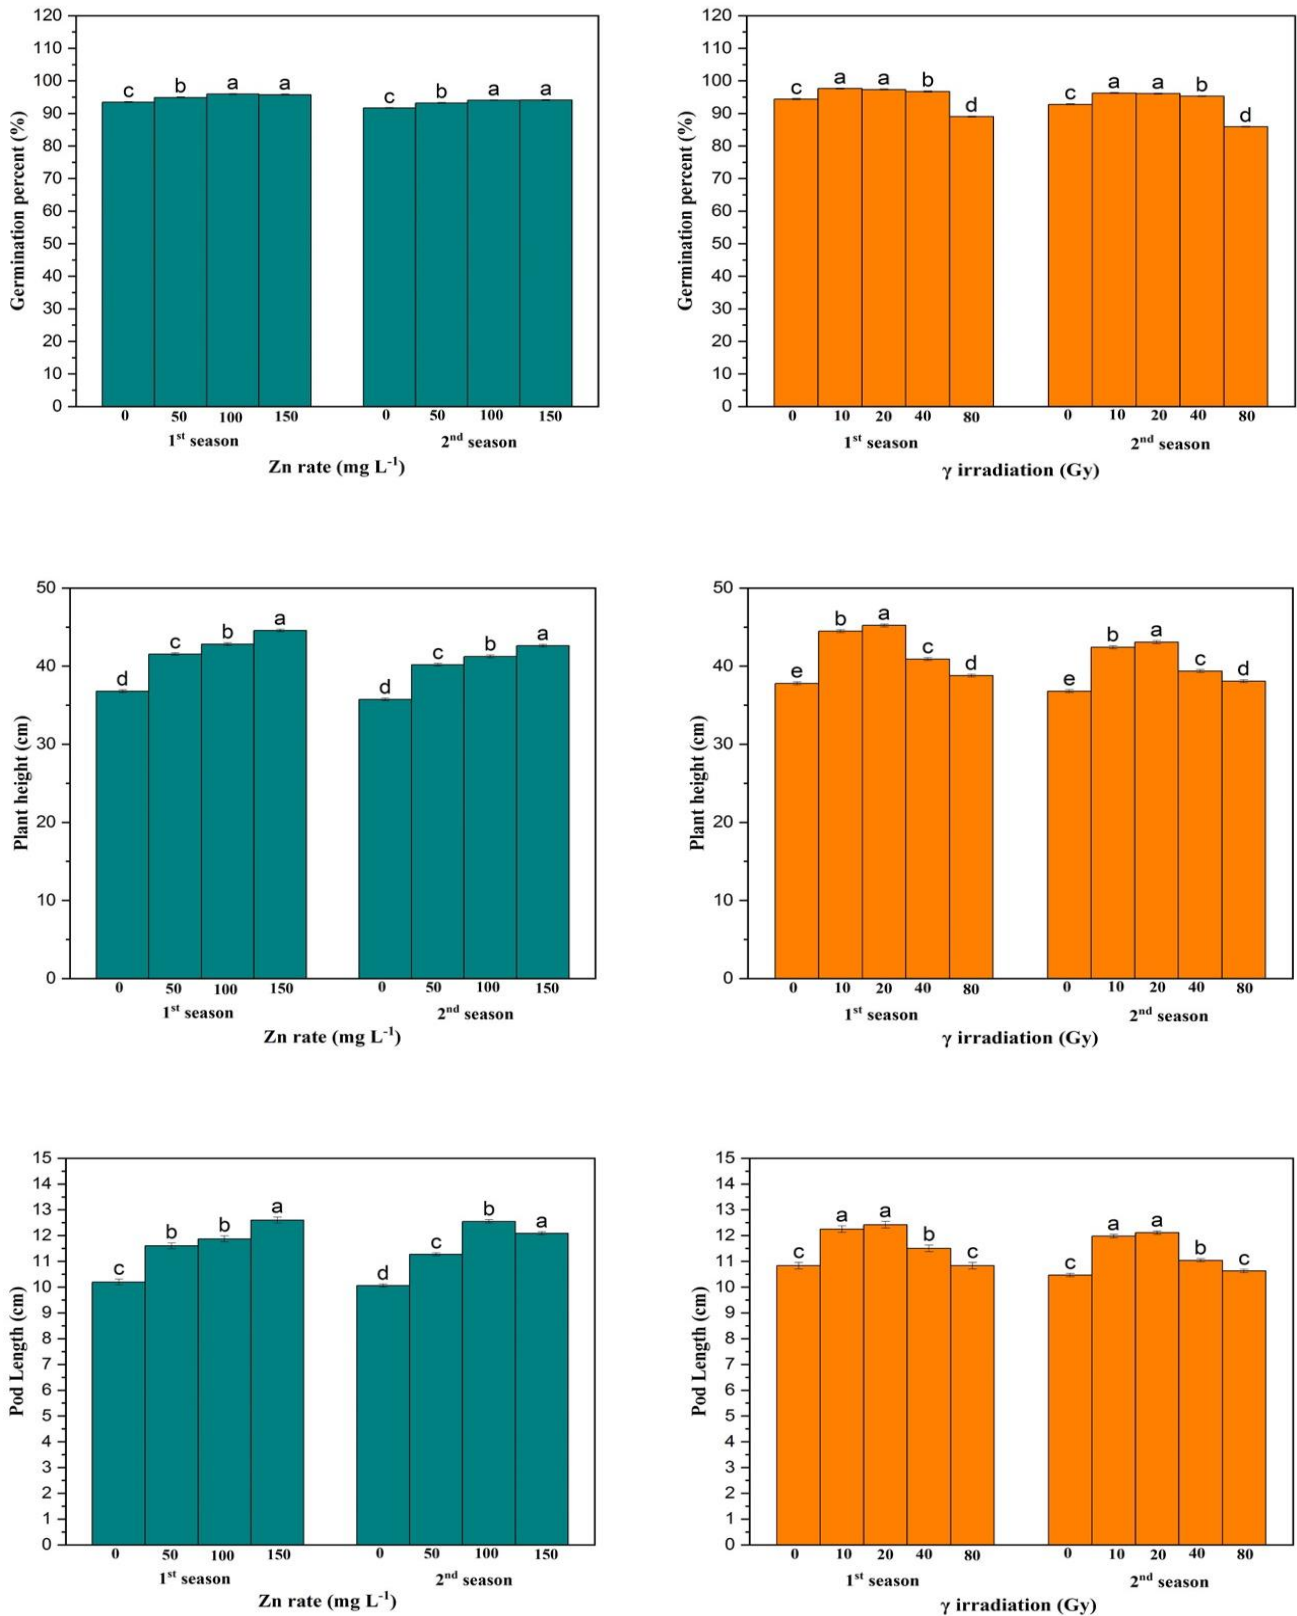 120
110
100
90
80
70
60
50
40
30
20
10
0
Germination percent (%)
c b a a c b a a
0 50 100 150 0 50 100 150
1st season 2nd season
Zn rate (mg L-1)
120
110
100
90
80
70
60
50
40
30
20
10
0
Germination percent (%)
c a a b d c a a b d
0 10 20 40 80 0 10 20 40 80
1st season 2nd season
γ irradiation (Gy)
50
40
30
20
10
0
Plant height (cm)
d c b a d c b a
0 50 100 150 0 50 100 150
1st season 2nd season
Zn rate (mg L-1)
50
40
30
20
10
0
Plant height (cm)
e b a c d e b a c d
0 10 20 40 80 0 10 20 40 80
1st season 2nd season
γ irradiation (Gy)
15
14
13
12
11
10
9
8
7
6
5
4
3
2
1
0
Pod Length (cm)
c b b a d c b a
0 50 100 150 0 50 100 150
1st season 2nd season
Zn rate (mg L-1)
15
14
13
12
11
10
9
8
7
6
5
4
3
2
1
0
Pod Length (cm)
c a a b c c a a b c
0 10 20 40 80 0 10 20 40 80
1st season 2nd season
γ irradiation (Gy)